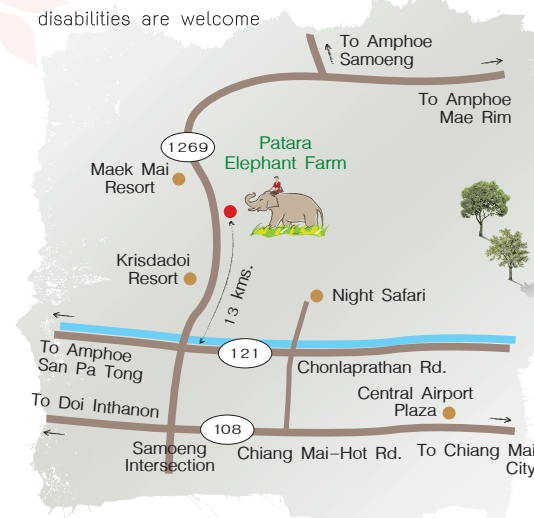 disabilities are welcome
To Amphoe
Samoeng
To Amphoe
Mae Rim
1269
Patara
Elephant Farm
Maek Mai
Resort
Krisdadoi
Resort
13 kms.
Night Safari
To Amphoe
San Pa Tong
121
Chonlaprathan Rd.
To Doi Inthanon
Central Airport
Plaza
108
Samoeng
Intersection
Chiang Mai-Hot Rd.
To Chiang Mai
City